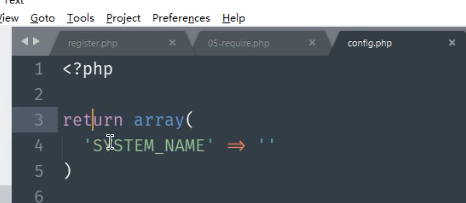 Text
View Goto Tools Project Preferences Help
register.php × 05-require.php × config.php ×
1 <?php
2
3 return array(
4 'SYSTEM_NAME' => ''
5 )
6